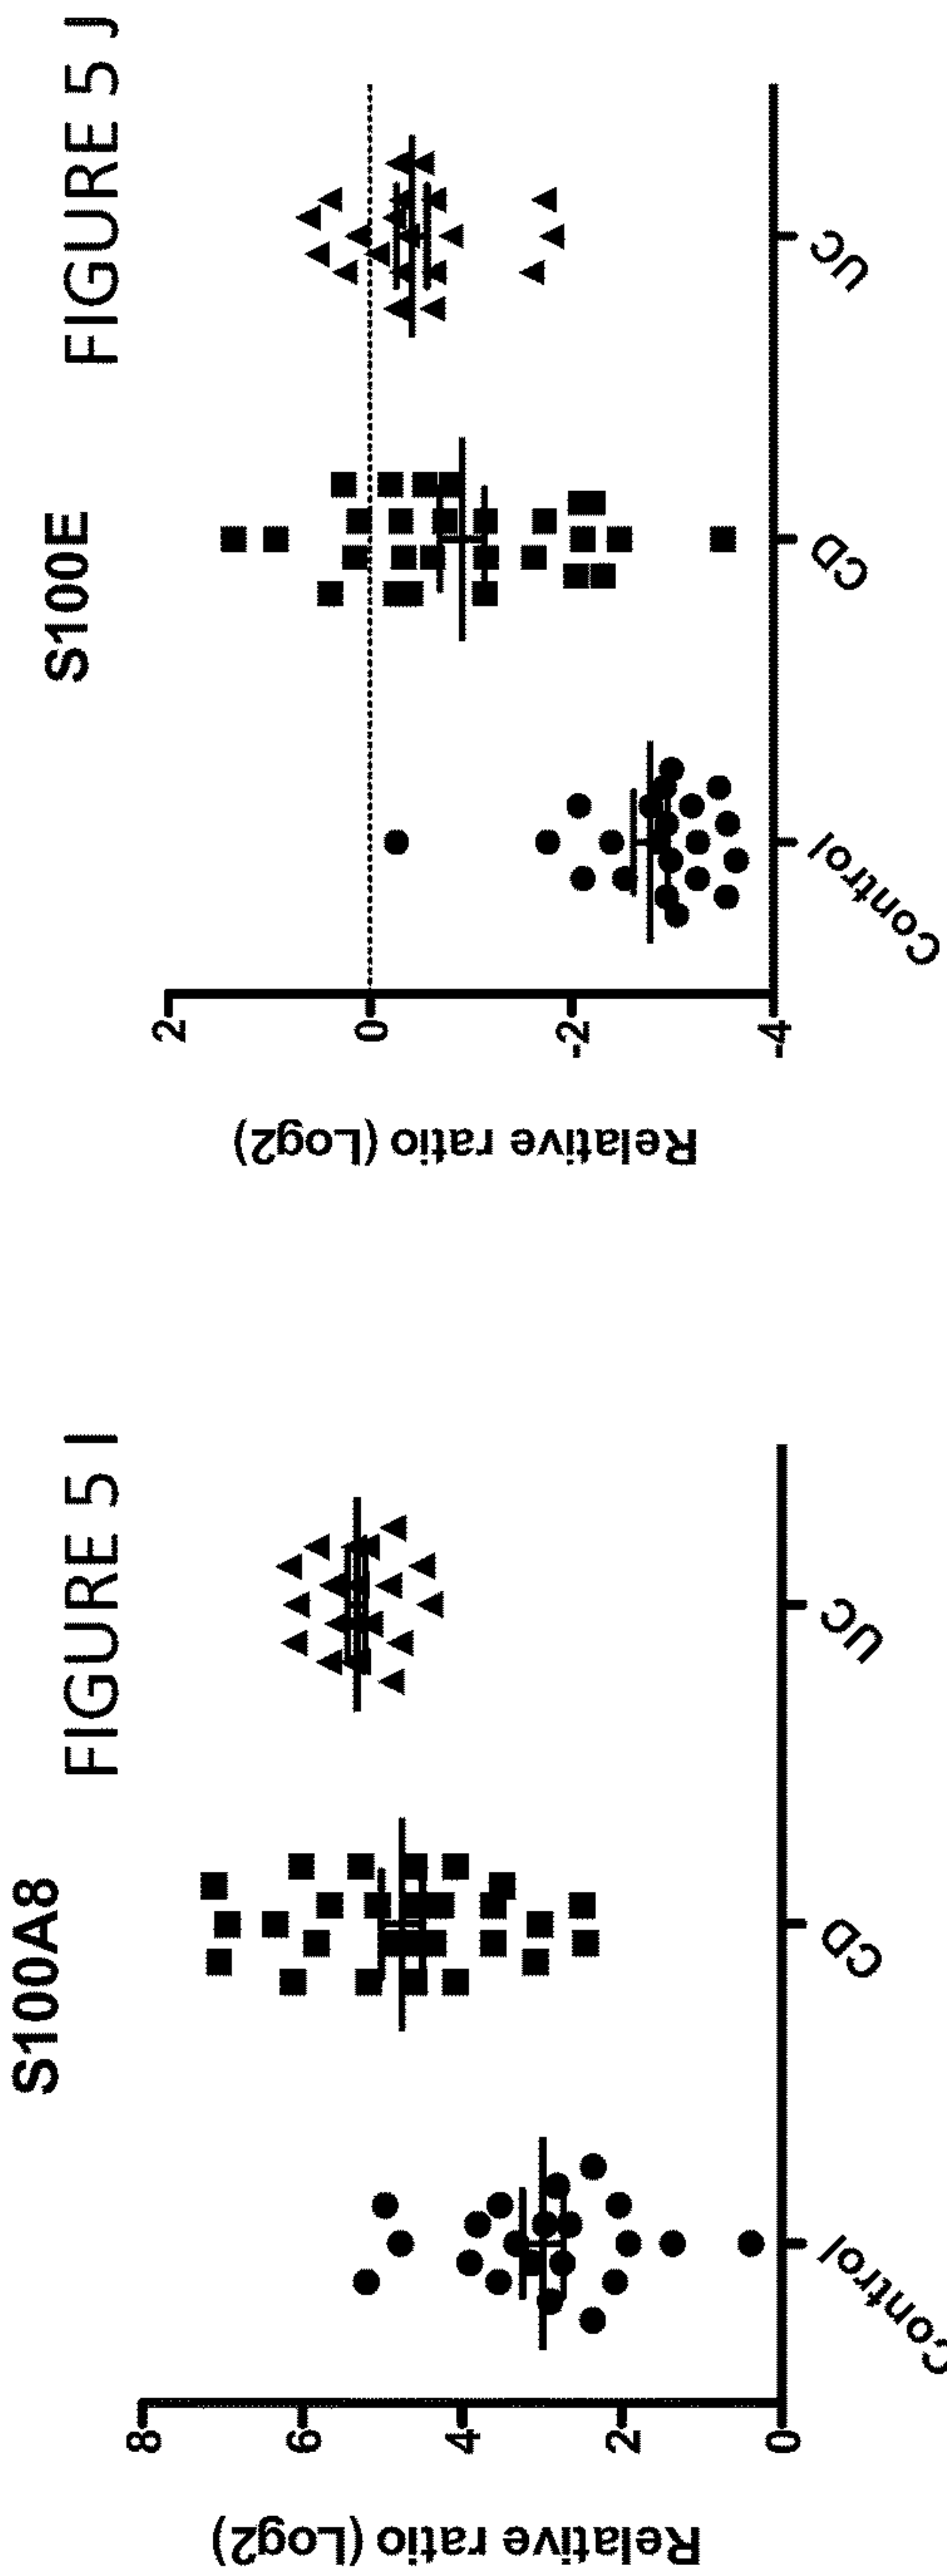 S100A8
FIGURE 5 I
Relative ratio (Log2)
8
6
4
2
0
Control
CD
UC
S100E
FIGURE 5 J
Relative ratio (Log2)
2
0
-2
-4
Control
CD
UC